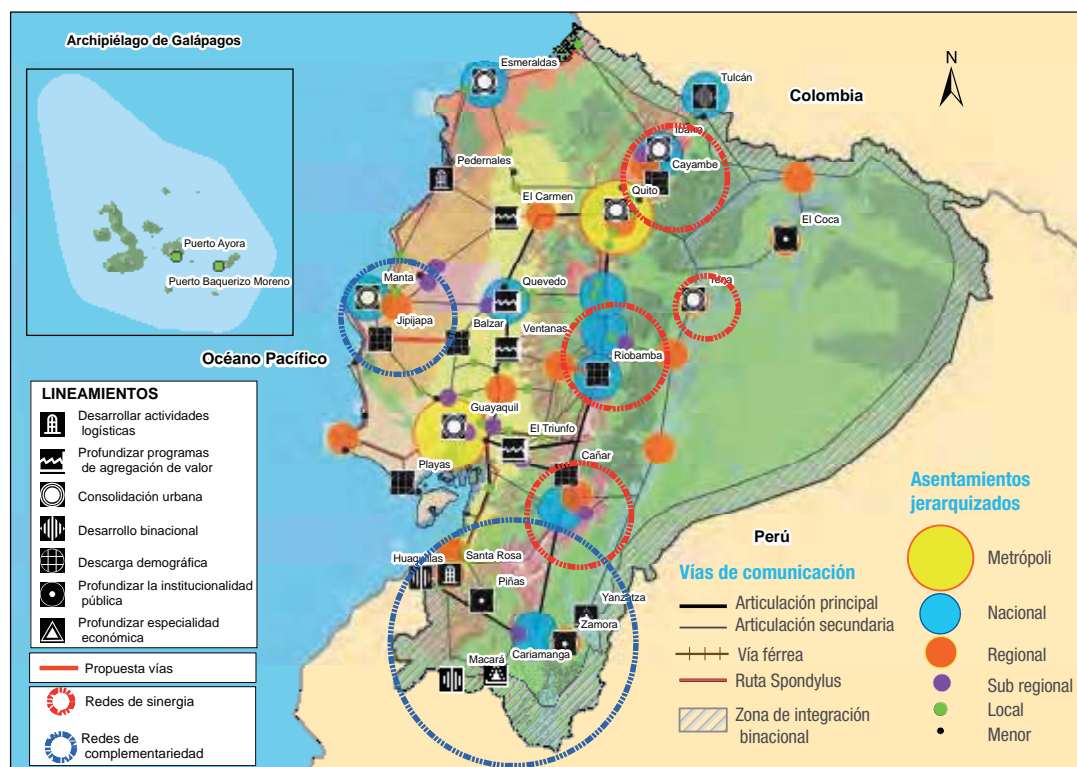 Archipiélago de Galápagos
Puerto Ayora
Puerto Baquerizo Moreno
Océano Pacífico
Colombia
Perú
N
Esmeraldas
Tulcán
Ibarra
Cayambe
Pedernales
El Carmen
Quito
El Coca
Manta
Quevedo
Tena
Jipijapa
Balzar
Ventanas
Riobamba
Guayaquil
El Triunfo
Playas
Cañar
Huaquillas
Santa Rosa
Piñas
Yanzatza
Zamora
Macará
Cariamanga
LINEAMIENTOS
Desarrollar actividades
logísticas
Profundizar programas
de agregación de valor
Consolidación urbana
Desarrollo binacional
Descarga demográfica
Profundizar la institucionalidad
pública
Profundizar especialidad
económica
Propuesta vías
Redes de sinergia
Redes de
complementariedad
Vías de comunicación
Articulación principal
Articulación secundaria
Vía férrea
Ruta Spondylus
Zona de integración
binacional
Asentamientos
jerarquizados
Metrópoli
Nacional
Regional
Sub regional
Local
Menor